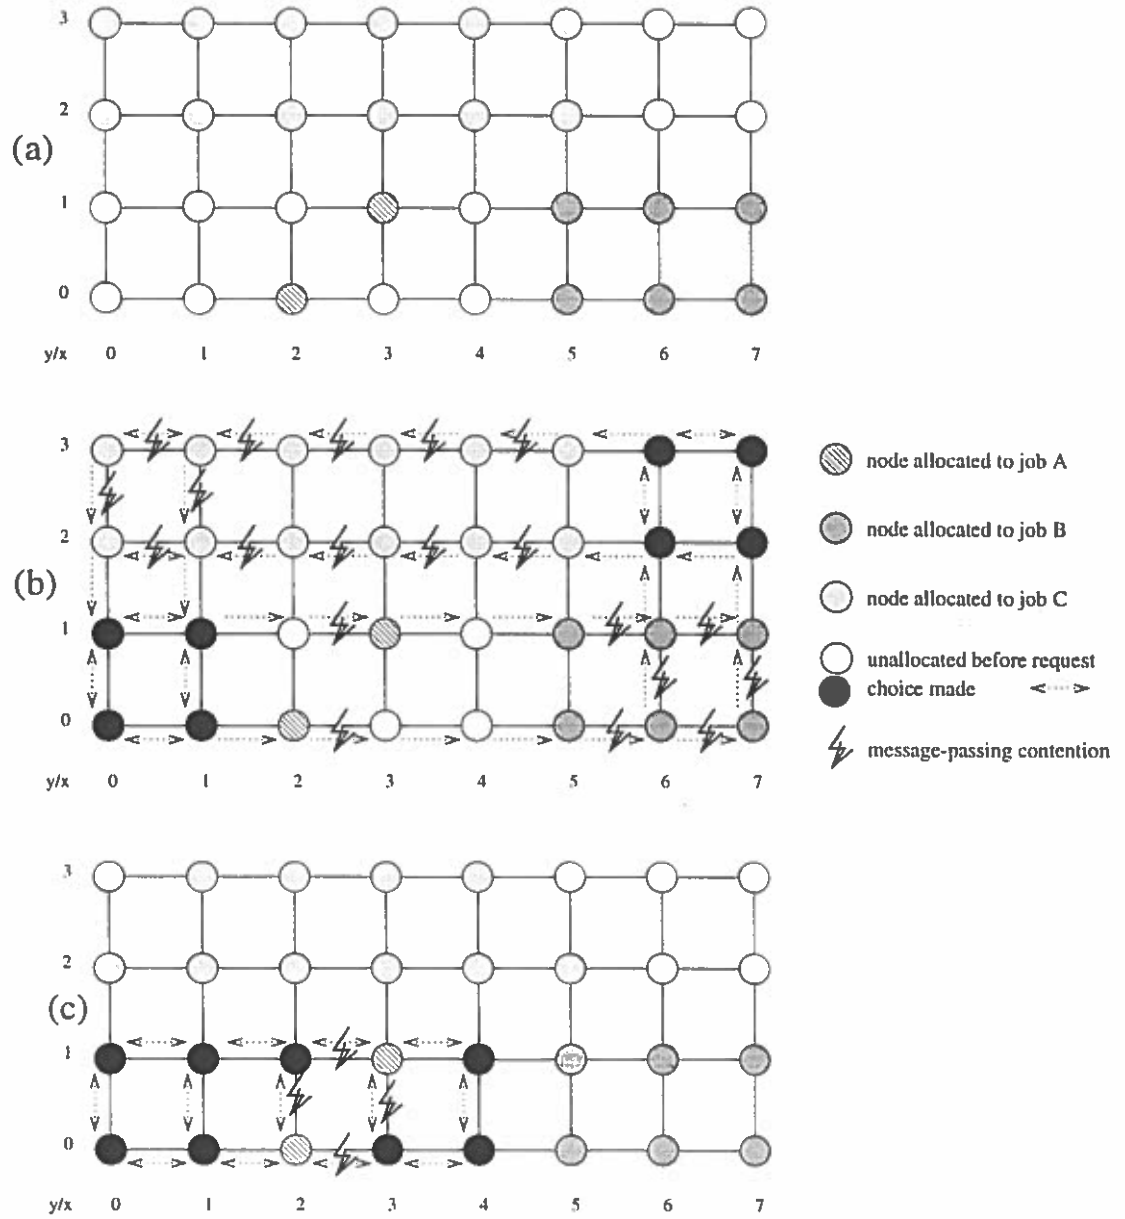 3
2
(a)
1
0
y/x 0 1 2 3 4 5 6 7
3
node allocated to job A
2
node allocated to job B
(b)
node allocated to job C
1
unallocated before request
choice made
0
message-passing contention
y/x 0 1 2 3 4 5 6 7
3
2
(c)
1
0
y/x 0 1 2 3 4 5 6 7